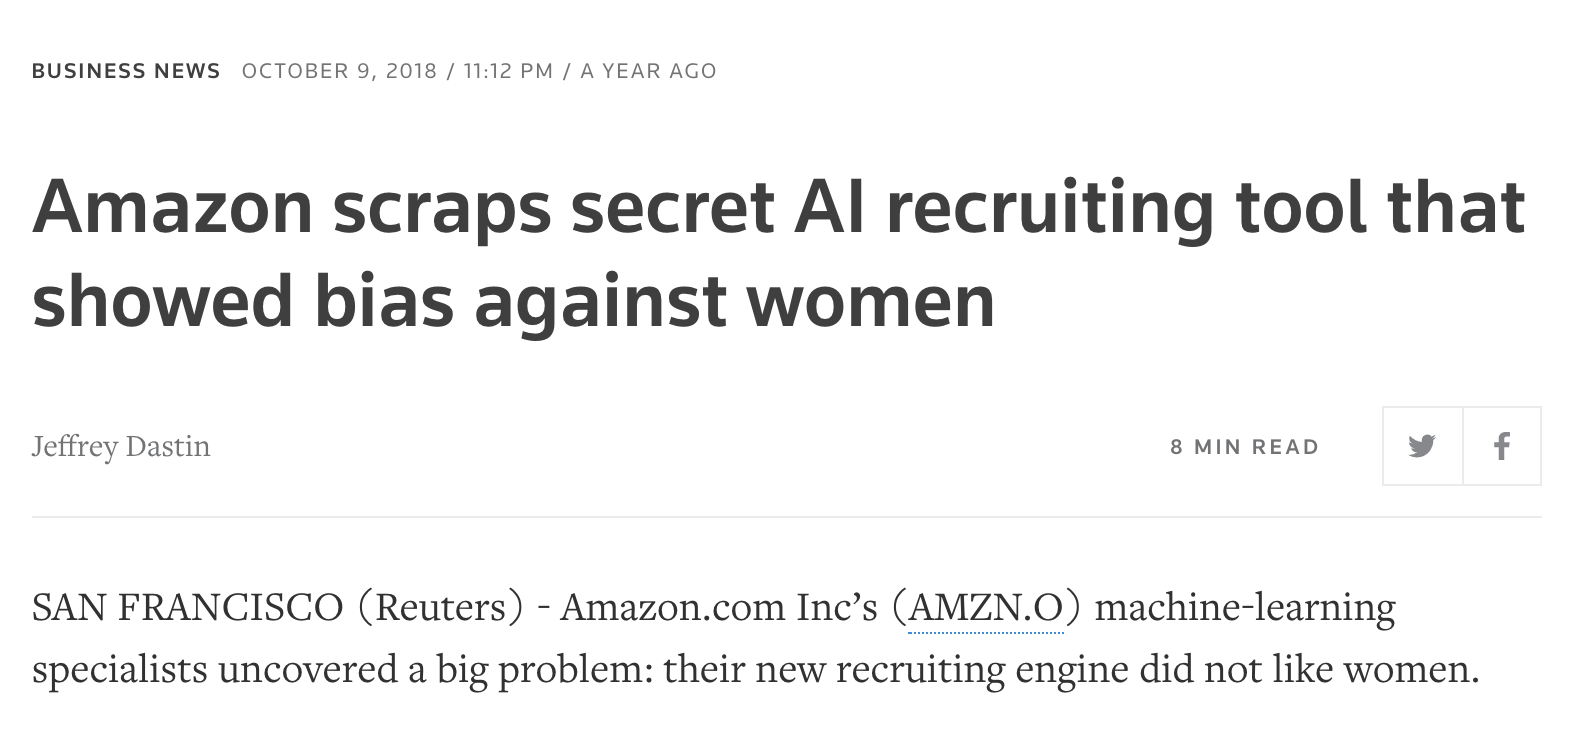 BUSINESS NEWS OCTOBER 9, 2018 / 11:12 PM / A YEAR AGO
Amazon scraps secret AI recruiting tool that
showed bias against women
Jeffrey Dastin 8 MIN READ
SAN FRANCISCO (Reuters) - Amazon.com Inc’s (AMZN.O) machine-learning
specialists uncovered a big problem: their new recruiting engine did not like women.